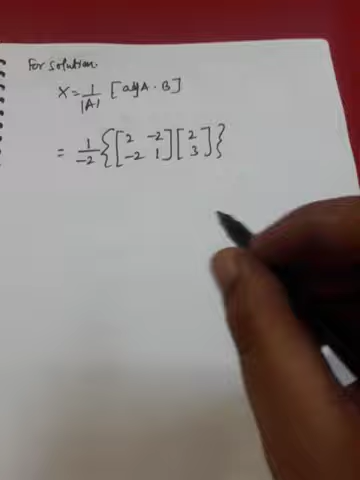 For solution.
X = 1/|A| [adj A · B]
= 1/-2 {[2 -2
-2 1] [2
3]}